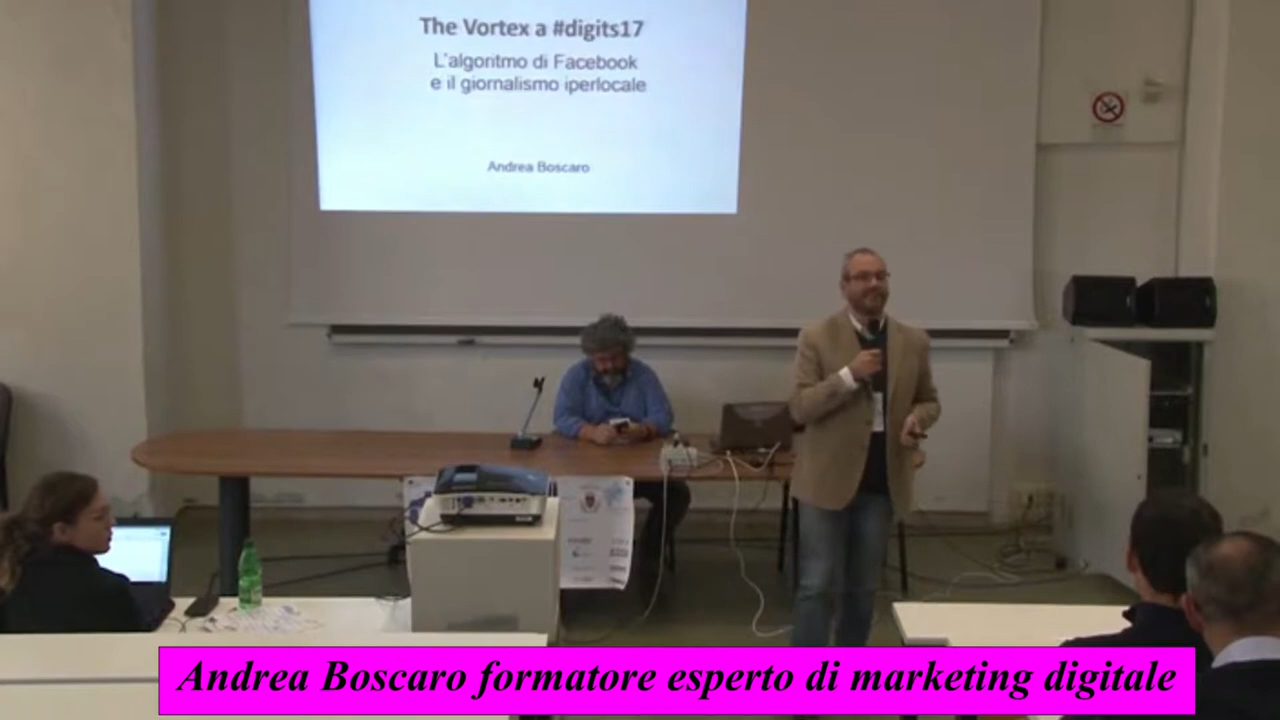 The Vortex a #digits17
L'algoritmo di Facebook
e il giornalismo iperlocale
Andrea Boscaro
Andrea Boscaro formatore esperto di marketing digitale